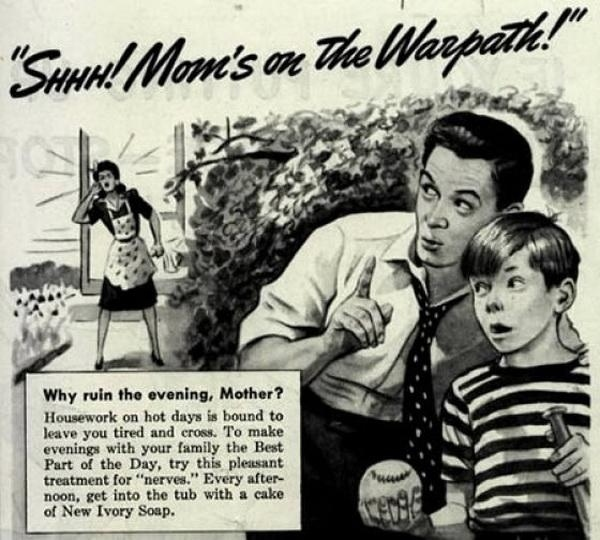 "Shhh! Mom's on the Warpath!"
Why ruin the evening, Mother?
Housework on hot days is bound to
leave you tired and cross. To make
evenings with your family the Best
Part of the Day, try this pleasant
treatment for "nerves." Every after-
noon, get into the tub with a cake
of New Ivory Soap.